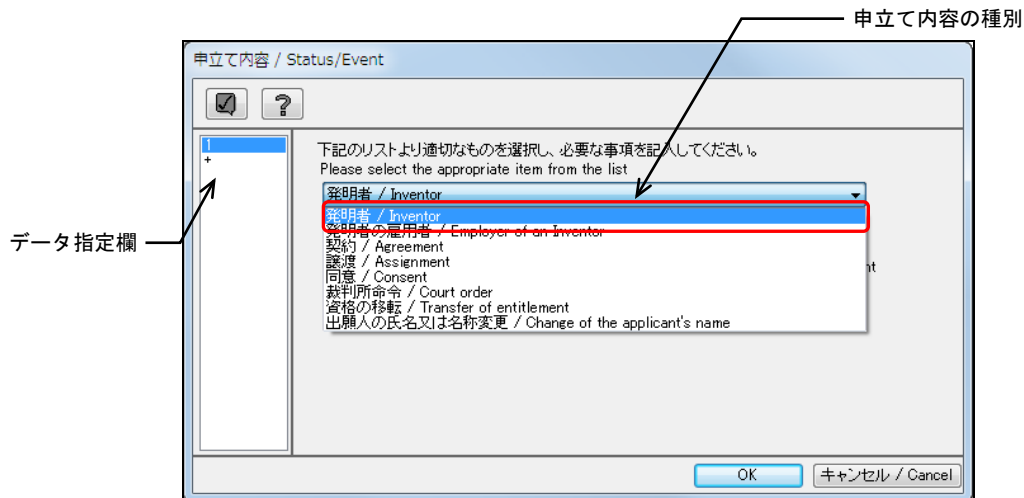 申立て内容の種別
申立て内容 / Status/Event
?
1
+
下記のリストより適切なものを選択し、必要な事項を記入してください。
Please select the appropriate item from the list
発明者 / Inventor
発明者 / Inventor
発明者の雇用者 / Employer of an Inventor
契約 / Agreement
譲渡 / Assignment
nt
同意 / Consent
裁判所命令 / Court order
資格の移転 / Transfer of entitlement
出願人の氏名又は名称変更 / Change of the applicant's name
データ指定欄
OK
キャンセル / Cancel